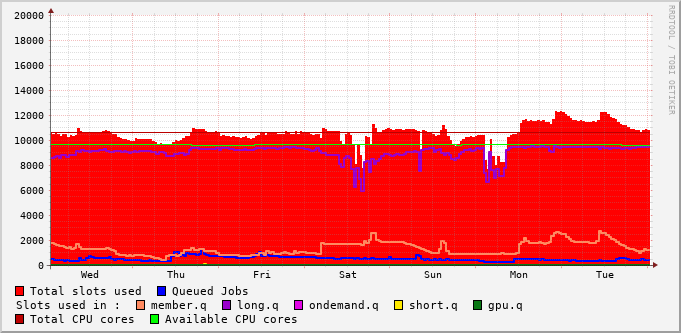 20000
18000
16000
14000
12000
10000
8000
6000
4000
2000
0
Wed Thu Fri Sat Sun Mon Tue
RRDTOOL / TOBI OETIKER
Total slots used Queued Jobs
Slots used in : member.q long.q ondemand.q short.q gpu.q
Total CPU cores Available CPU cores